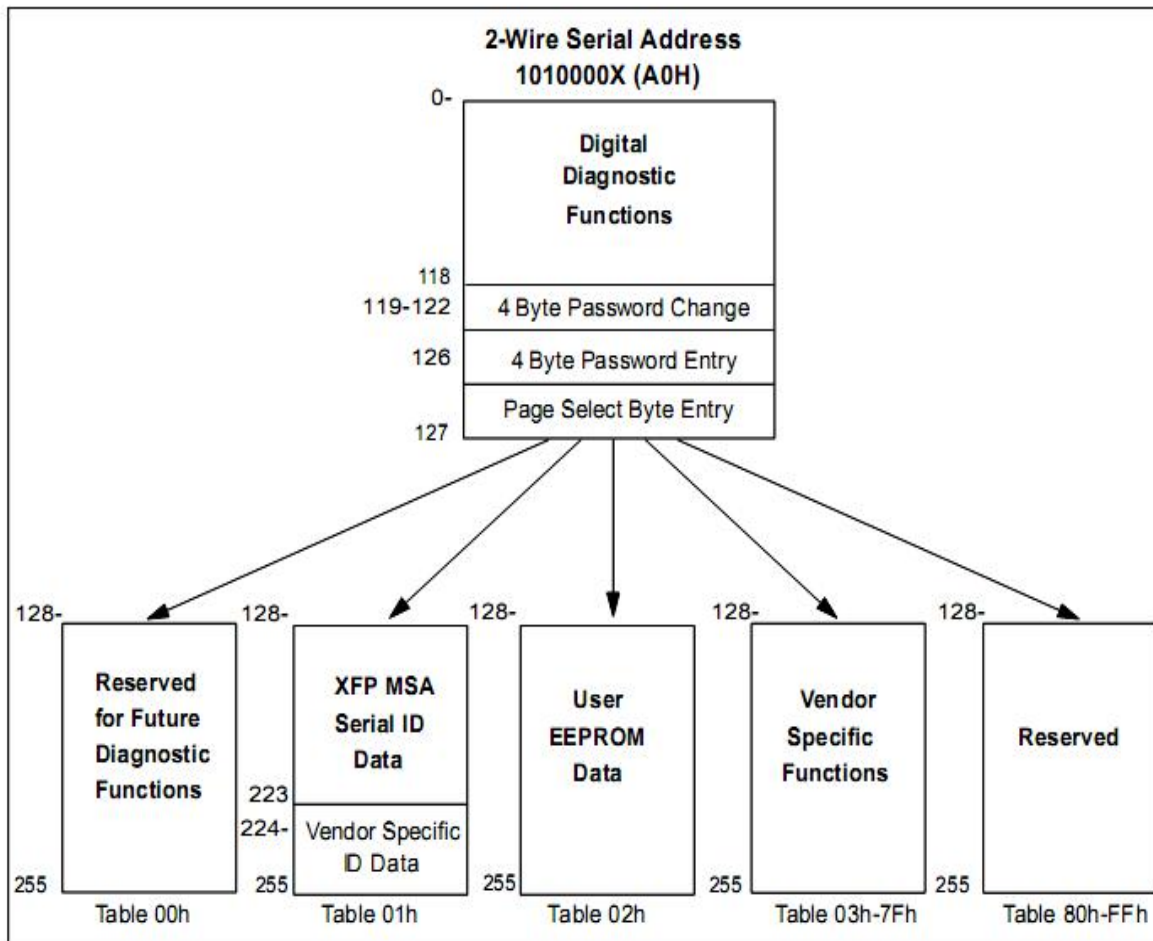 2-Wire Serial Address
1010000X (A0H)
0-
Digital
Diagnostic
Functions
118
119-122
4 Byte Password Change
126
4 Byte Password Entry
Page Select Byte Entry
127
128-
Reserved
for Future
Diagnostic
Functions
255
Table 00h
128-
XFP MSA
Serial ID
Data
223
224-
Vendor Specific
ID Data
255
Table 01h
128-
User
EEPROM
Data
255
Table 02h
128-
Vendor
Specific
Functions
255
Table 03h-7Fh
128-
Reserved
255
Table 80h-FFh